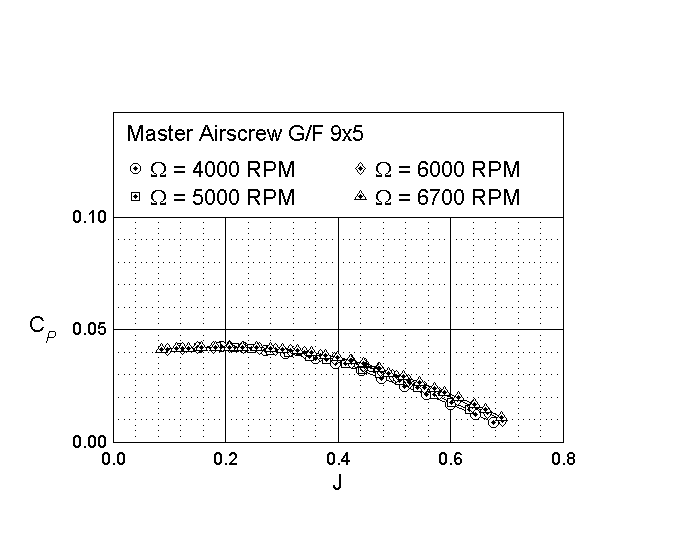 Master Airscrew G/F 9x5
Ω = 4000 RPM Ω = 6000 RPM
Ω = 5000 RPM Ω = 6700 RPM
0.10
0.05
C_P
0.00
0.0 0.2 0.4 0.6 0.8
J